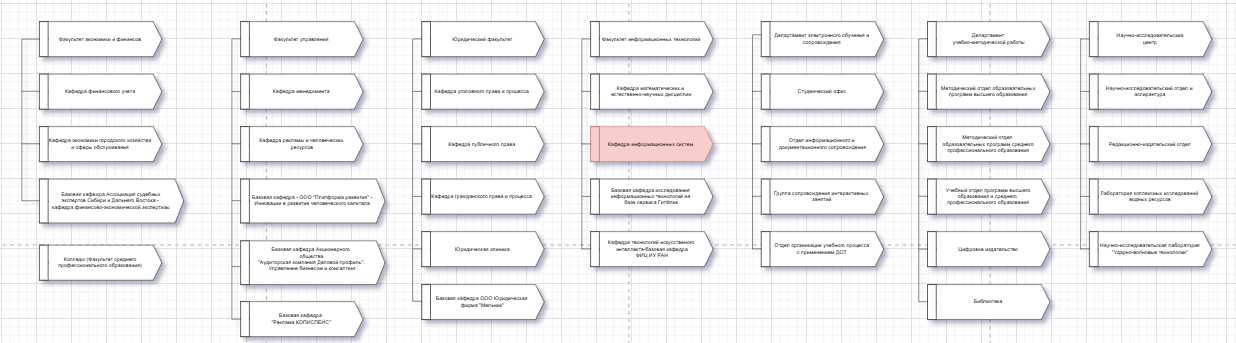 Факультет экономики и финансов
Кафедра финансового учета
Кафедра экономики городского хозяйства
и сферы обслуживания
Базовая кафедра Ассоциация судебных
экспертов Сибири и Дальнего Востока -
кафедра финансово-экономической экспертизы
Колледж (Факультет среднего
профессионального образования)
Факультет управления
Кафедра менеджмента
Кафедра рекламы и человеческих
ресурсов
Базовая кафедра - ООО "Платформа развития" -
Инновации в развитие человеческого капитала
Базовая кафедра Акционерного
общества
"Аудиторская компания Деловой профиль":
Управление бизнесом и консалтинг
Базовая кафедра
"Реклама КОПИСПЕЙС"
Юридический факультет
Кафедра уголовного права и процесса
Кафедра публичного права
Кафедра гражданского права и процесса
Юридическая клиника
Базовая кафедра ООО Юридическая
фирма "Мельник"
Факультет информационных технологий
Кафедра математических и
естественно-научных дисциплин
Кафедра информационных систем
Базовая кафедра исследования
информационных технологий на
базе сервиса ГитФлик
Кафедра технологий искусственного
интеллекта-базовая кафедра
ФИЦ ИУ РАН
Департамент электронного обучения и
сопровождения
Студенческий офис
Отдел информационного и
документационного сопровождения
Группа сопровождения интерактивных
занятий
Отдел организации учебного процесса
с применением ДОТ
Департамент
учебно-методической работы
Методический отдел образовательных
программ высшего образования
Методический отдел
образовательных программ среднего
профессионального образования
Учебный отдел программ высшего
образования и среднего
профессионального образования
Цифровое издательство
Библиотека
Научно-исследовательский
центр
Научно-исследовательский отдел и
аспирантура
Редакционно-издательский отдел
Лаборатория комплексных исследований
водных ресурсов
Научно-исследовательская лаборатория
"Ударно-волновые технологии"